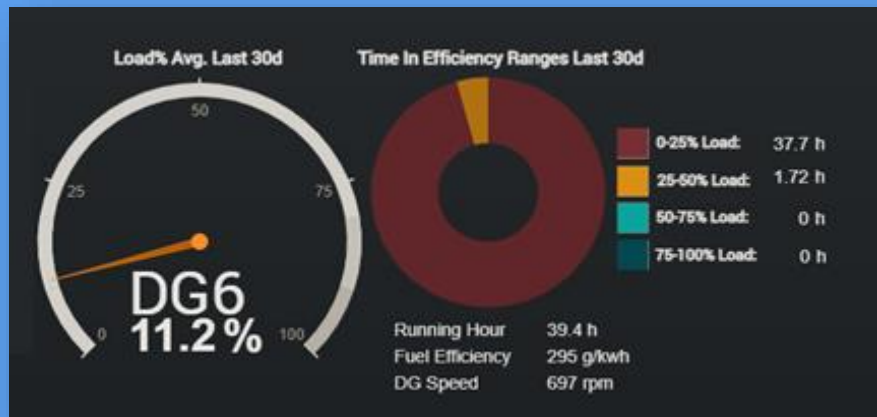 Load% Avg. Last 30d
50
25
75
0
100
DG6
11.2%
Time In Efficiency Ranges Last 30d
0-25% Load: 37.7 h
25-50% Load: 1.72 h
50-75% Load: 0 h
75-100% Load: 0 h
Running Hour 39.4 h
Fuel Efficiency 295 g/kwh
DG Speed 697 rpm